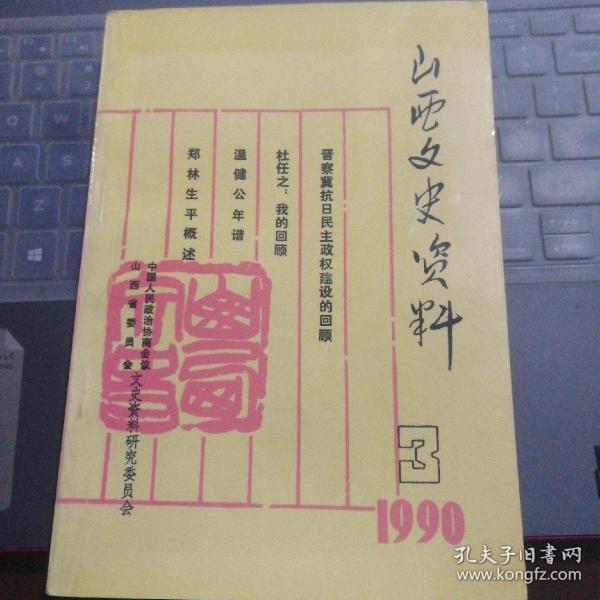 山西文史资料
3
1990
晋察冀抗日民主政权建设的回顾
杜任之：我的回顾
温健公年谱
郑林生平概述
中国人民政治协商会议
山西省委员会
文史资料研究委员会
孔夫子旧书网
www.kongfz.com